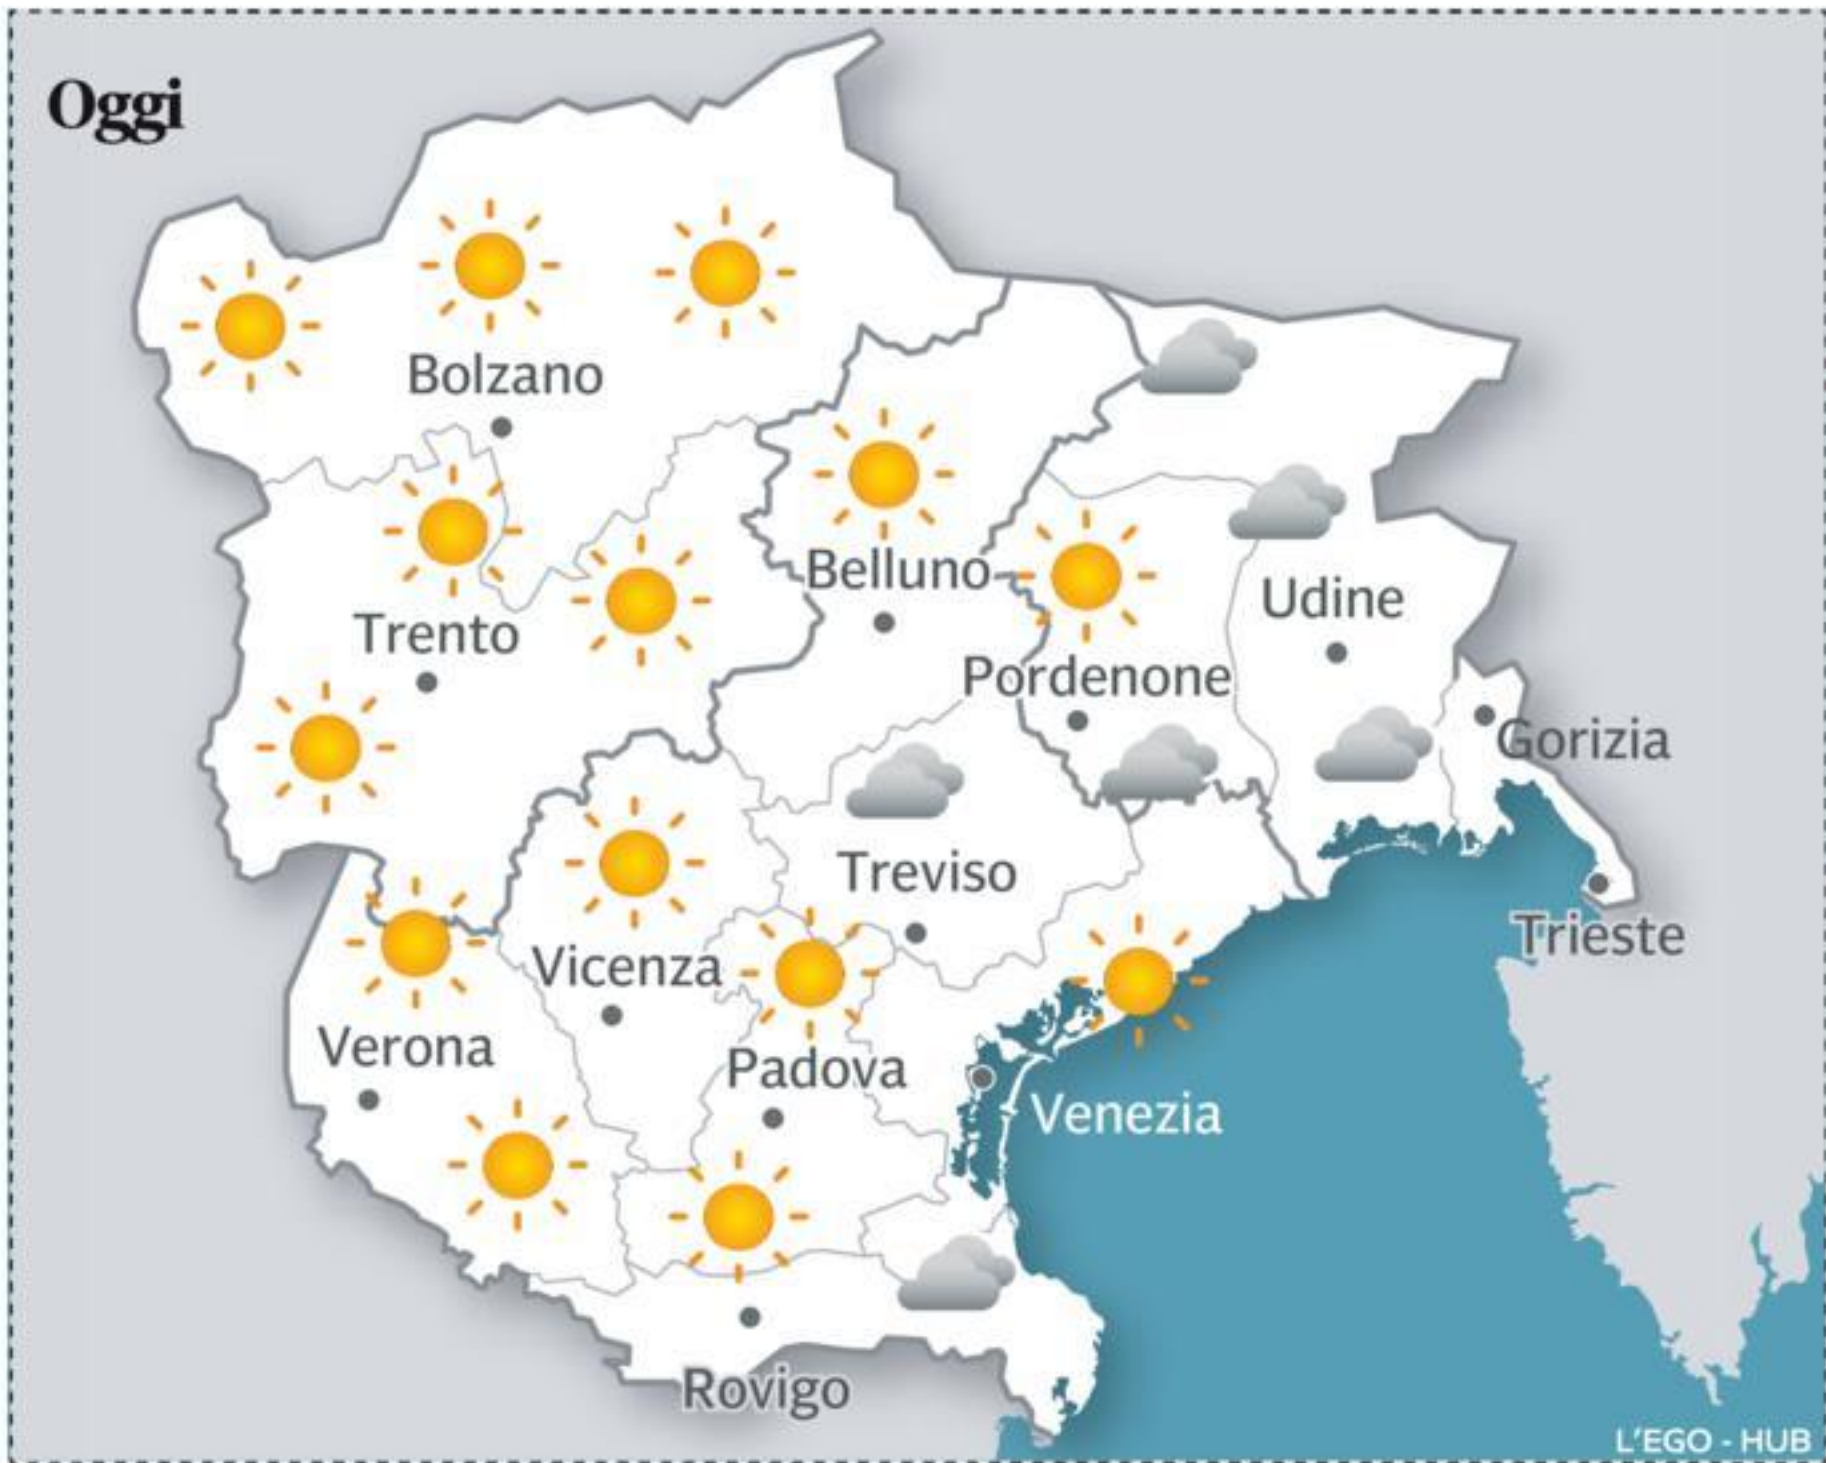 Oggi
Bolzano
Belluno
Udine
Trento
Pordenone
Gorizia
Treviso
Trieste
Vicenza
Verona
Padova
Venezia
Rovigo
L'EGO - HUB